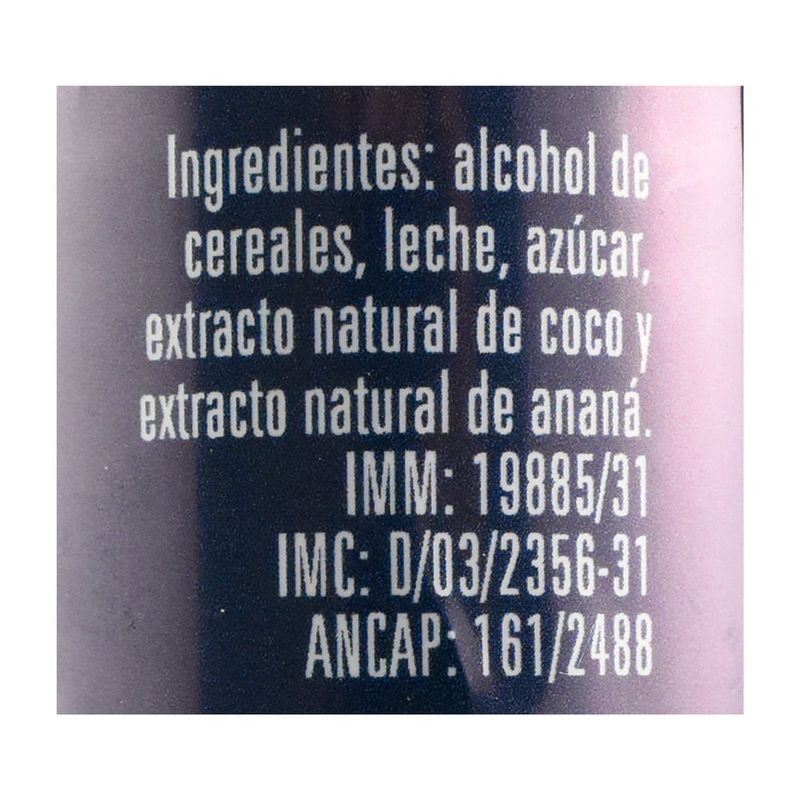 Ingredientes: alcohol de
cereales, leche, azúcar,
extracto natural de coco y
extracto natural de ananá.
IMM: 19885/31
IMC: D/03/2356-31
ANCAP: 161/2488